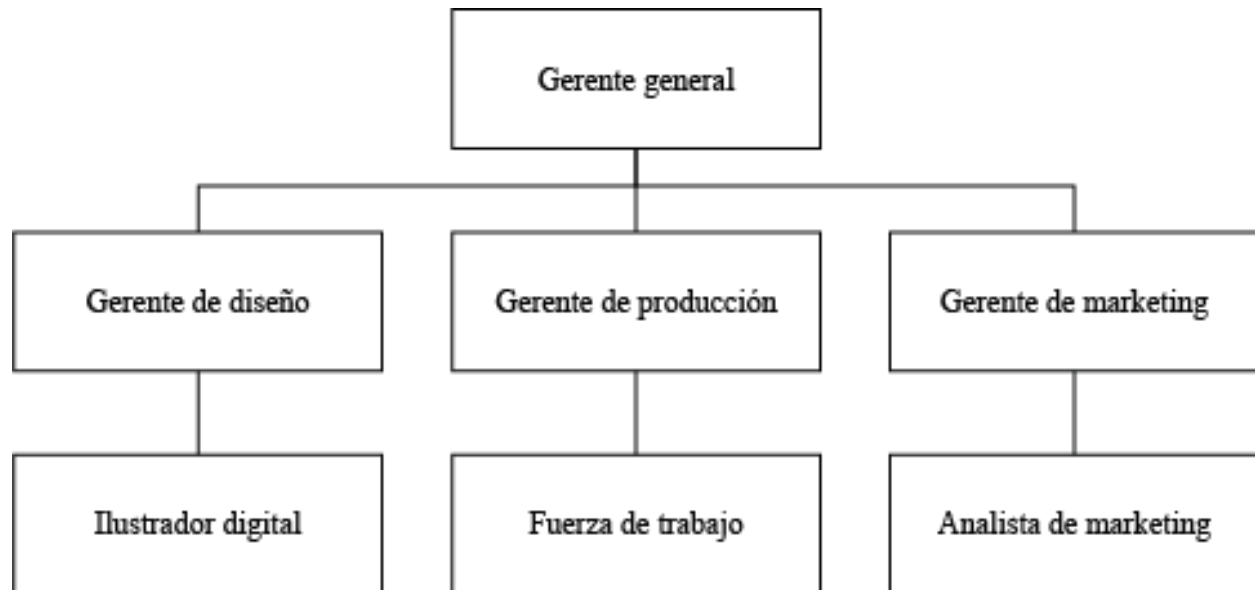 Gerente general
Gerente de diseño
Gerente de producción
Gerente de marketing
Ilustrador digital
Fuerza de trabajo
Analista de marketing